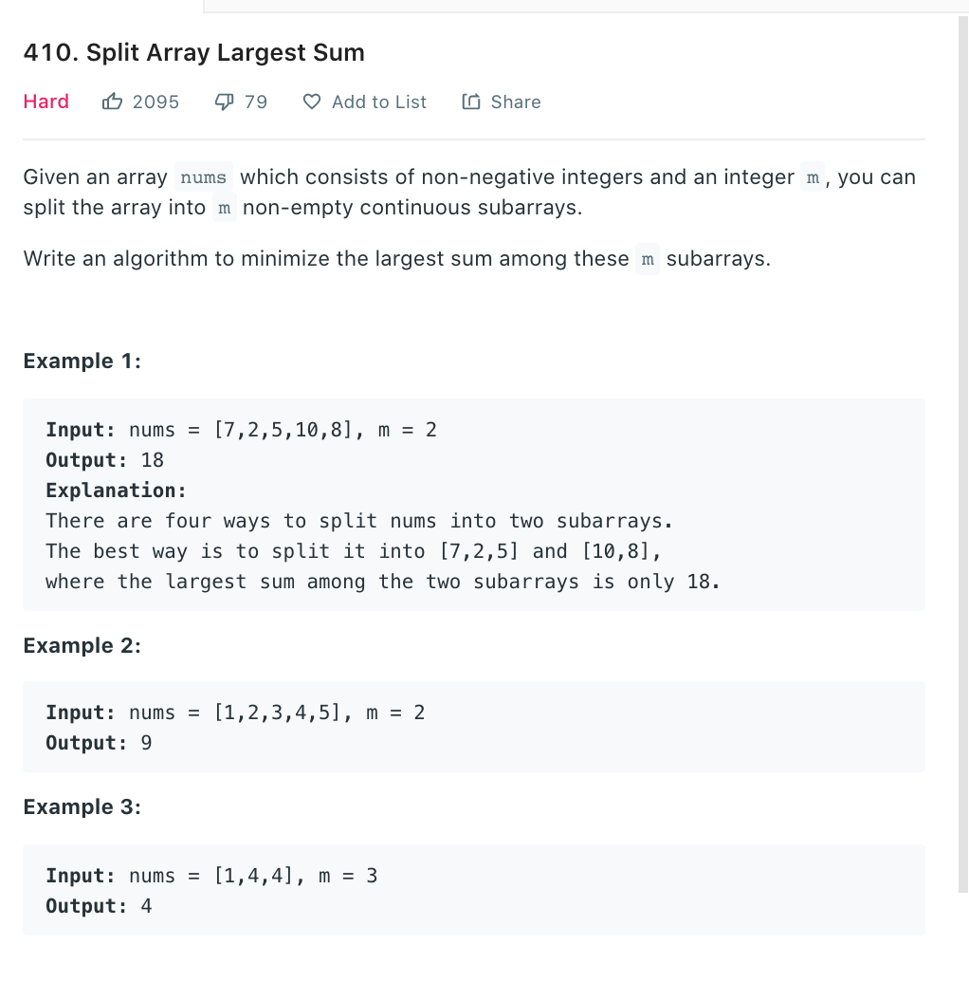 410. Split Array Largest Sum
Hard 2095 79 Add to List Share
Given an array nums which consists of non-negative integers and an integer m, you can
split the array into m non-empty continuous subarrays.
Write an algorithm to minimize the largest sum among these m subarrays.
Example 1:
Input: nums = [7,2,5,10,8], m = 2
Output: 18
Explanation:
There are four ways to split nums into two subarrays.
The best way is to split it into [7,2,5] and [10,8],
where the largest sum among the two subarrays is only 18.
Example 2:
Input: nums = [1,2,3,4,5], m = 2
Output: 9
Example 3:
Input: nums = [1,4,4], m = 3
Output: 4